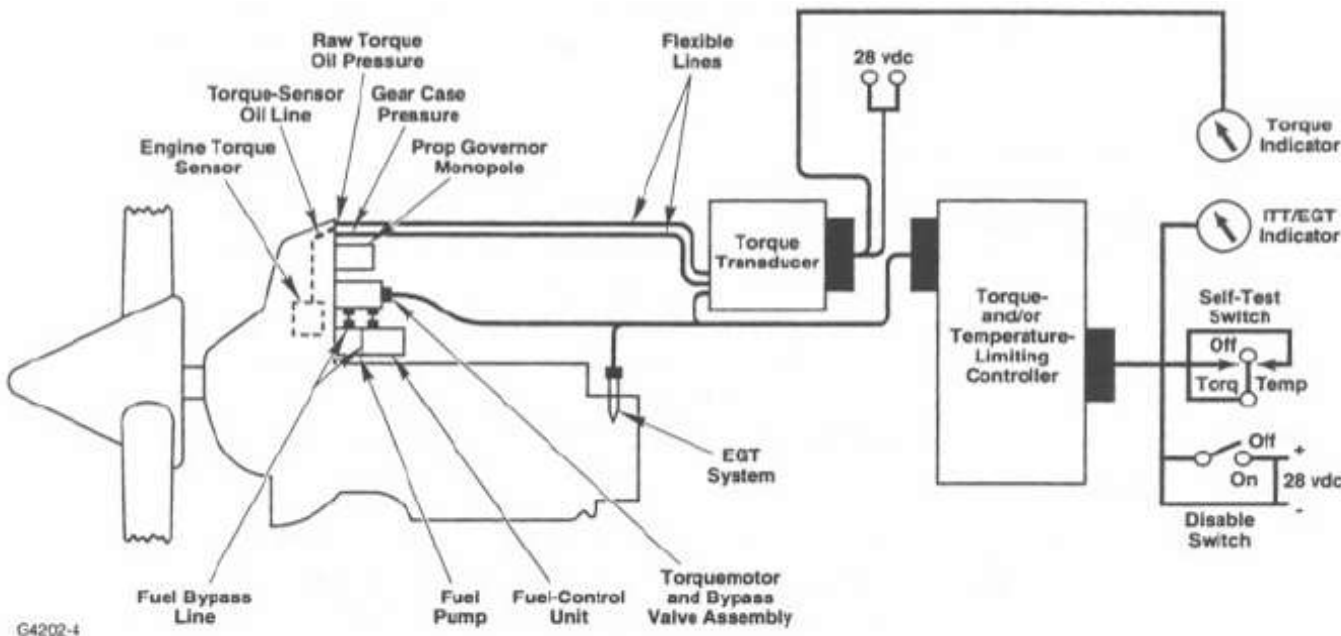 Raw Torque
Oil Pressure
Flexible
Lines
28 vdc
Torque-Sensor
Oil Line
Gear Case
Pressure
Torque
Indicator
Engine Torque
Sensor
Prop Governor
Monopole
ITT/EGT
Indicator
Torque
Transducer
Torque-
and/or
Temperature-
Limiting
Controller
Self-Test
Switch
Off
Torq
Temp
EGT
System
Off
On
+
28 vdc
-
Disable
Switch
Fuel Bypass
Line
Fuel
Pump
Fuel-Control
Unit
Torquemotor
and Bypass
Valve Assembly
G4202-4